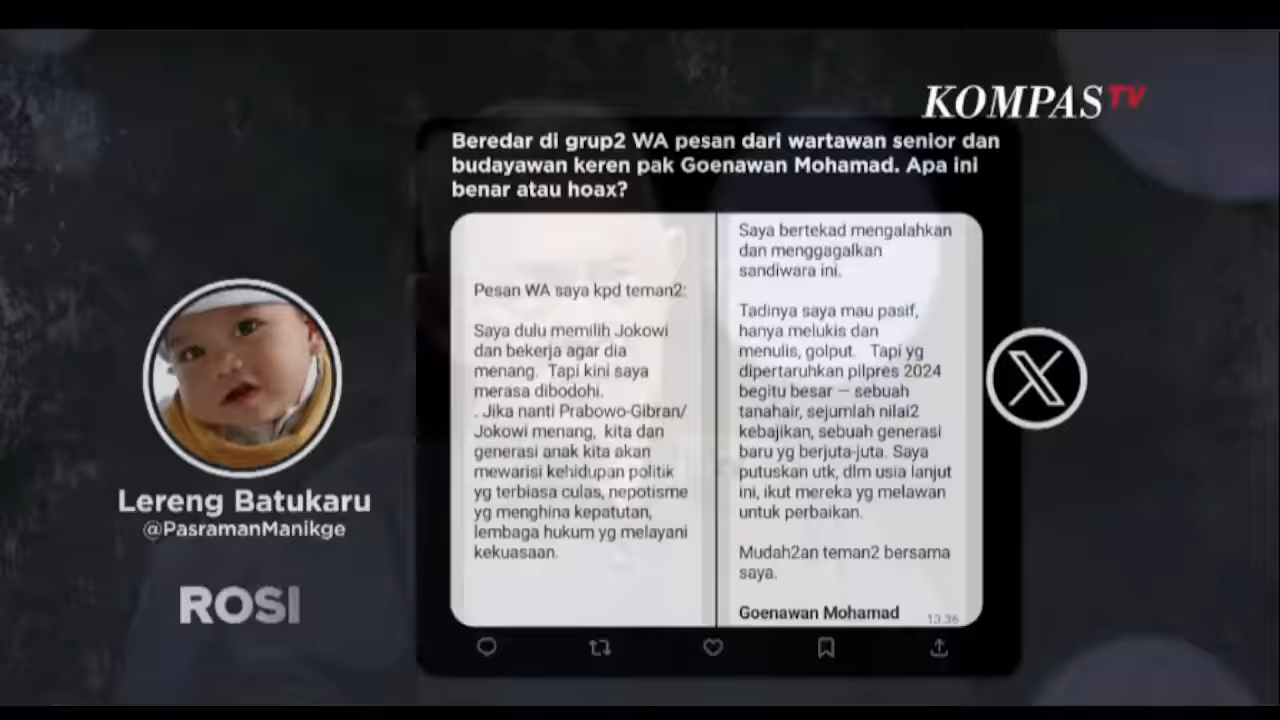 KOMPAS TV
Beredar di grup2 WA pesan dari wartawan senior dan
budayawan keren pak Goenawan Mohamad. Apa ini
benar atau hoax?
Pesan WA saya kpd teman2:
Saya dulu memilih Jokowi
dan bekerja agar dia
menang. Tapi kini saya
merasa dibodohi.
. Jika nanti Prabowo-Gibran/
Jokowi menang, kita dan
generasi anak kita akan
mewarisi kehidupan politik
yg terbiasa culas, nepotisme
yg menghina kepatutan,
lembaga hukum yg melayani
kekuasaan.
Saya bertekad mengalahkan
dan menggagalkan
sandiwara ini.
Tadinya saya mau pasif,
hanya melukis dan
menulis, golput. Tapi yg
dipertaruhkan pilpres 2024
begitu besar — sebuah
tanahair, sejumlah nilai2
kebajikan, sebuah generasi
baru yg berjuta-juta. Saya
putuskan utk, dlm usia lanjut
ini, ikut mereka yg melawan
untuk perbaikan.
Mudah2an teman2 bersama
saya.
Goenawan Mohamad
13.36
Lereng Batukaru
@PasramanManikge
ROSI